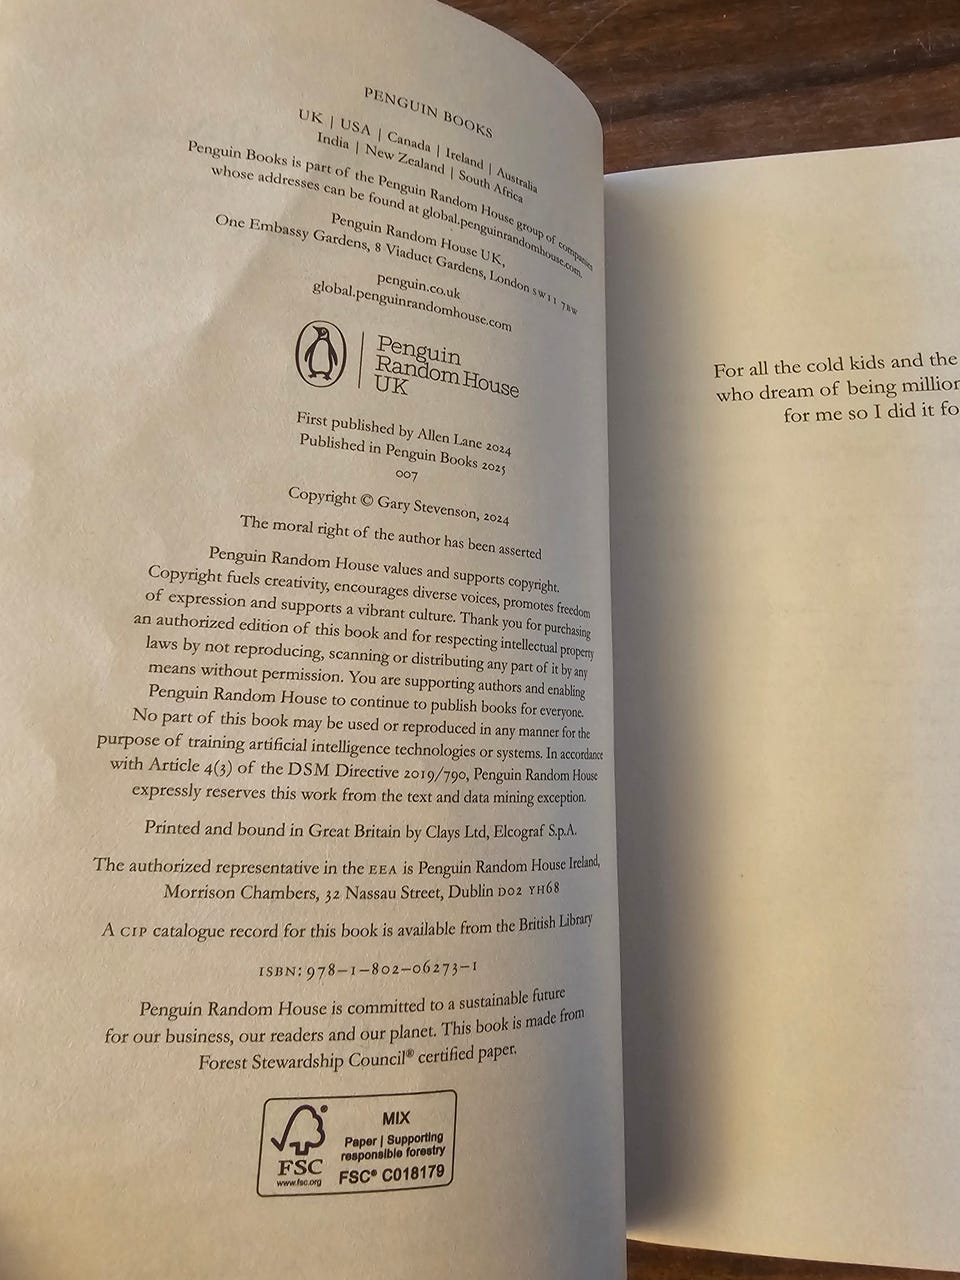 PENGUIN BOOKS
UK | USA | Canada | Ireland | Australia
India | New Zealand | South Africa
Penguin Books is part of the Penguin Random House group of companies
whose addresses can be found at global.penguinrandomhouse.com.
Penguin Random House UK,
One Embassy Gardens, 8 Viaduct Gardens, London SW11 7BW
penguin.co.uk
global.penguinrandomhouse.com
Penguin
Random House
UK
First published by Allen Lane 2024
Published in Penguin Books 2025
007
Copyright © Gary Stevenson, 2024
The moral right of the author has been asserted
Penguin Random House values and supports copyright.
Copyright fuels creativity, encourages diverse voices, promotes freedom
of expression and supports a vibrant culture. Thank you for purchasing
an authorized edition of this book and for respecting intellectual property
laws by not reproducing, scanning or distributing any part of it by any
means without permission. You are supporting authors and enabling
Penguin Random House to continue to publish books for everyone.
No part of this book may be used or reproduced in any manner for the
purpose of training artificial intelligence technologies or systems. In accordance
with Article 4(3) of the DSM Directive 2019/790, Penguin Random House
expressly reserves this work from the text and data mining exception.
Printed and bound in Great Britain by Clays Ltd, Elcograf S.p.A.
The authorized representative in the EEA is Penguin Random House Ireland,
Morrison Chambers, 32 Nassau Street, Dublin D02 YH68
A CIP catalogue record for this book is available from the British Library
ISBN: 978–1–802–06273–1
Penguin Random House is committed to a sustainable future
for our business, our readers and our planet. This book is made from
Forest Stewardship Council® certified paper.
FSC
www.fsc.org
MIX
Paper | Supporting
responsible forestry
FSC® C018179
For all the cold kids and the
who dream of being million
for me so I did it fo